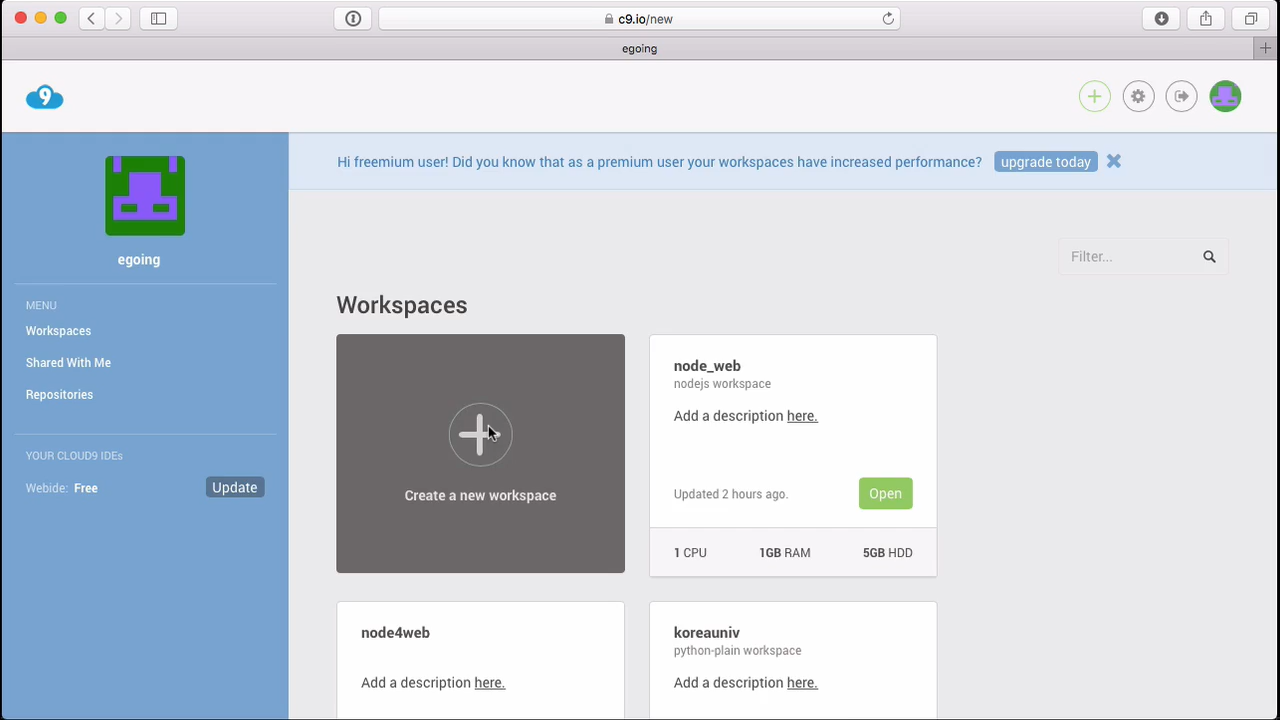 c9.io/new
egoing
9
Hi freemium user! Did you know that as a premium user your workspaces have increased performance? upgrade today
egoing
MENU
Workspaces
Shared With Me
Repositories
YOUR CLOUD9 IDEs
Webide: Free Update
Filter...
Workspaces
Create a new workspace
node_web
nodejs workspace
Add a description here.
Updated 2 hours ago. Open
1 CPU 1GB RAM 5GB HDD
node4web
Add a description here.
koreauniv
python-plain workspace
Add a description here.